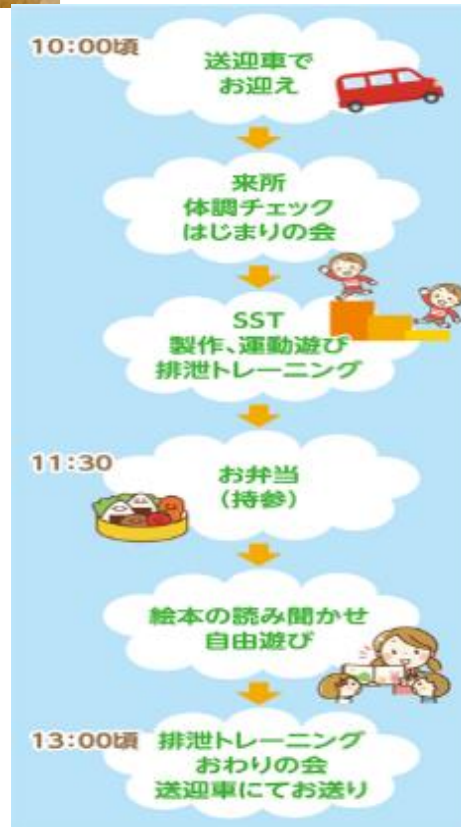 10:00頃
送迎車で
お迎え
来所
体調チェック
はじまりの会
SST
製作、運動遊び
排泄トレーニング
11:30
お弁当
(持参)
絵本の読み聞かせ
自由遊び
13:00頃
排泄トレーニング
おわりの会
送迎車にてお送り